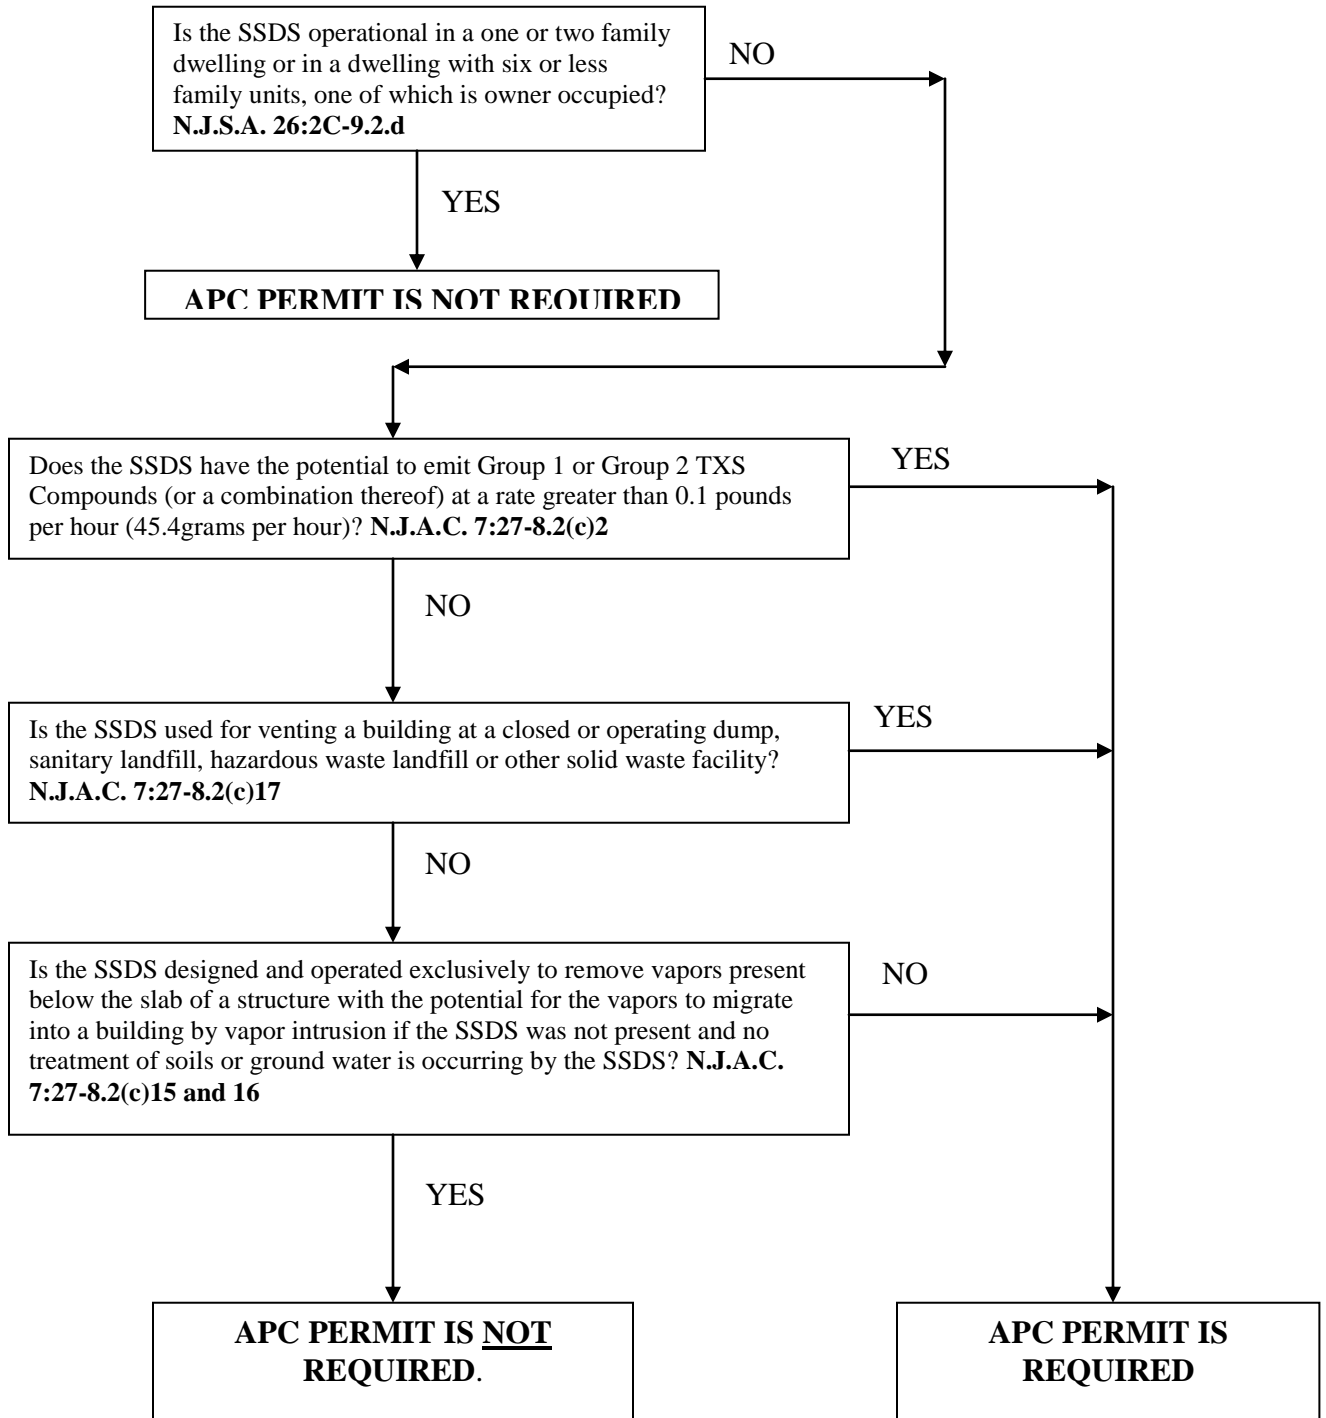 Is the SSDS operational in a one or two family
dwelling or in a dwelling with six or less
family units, one of which is owner occupied?
N.J.S.A. 26:2C-9.2.d
NO
YES
APC PERMIT IS NOT REQUIRED
Does the SSDS have the potential to emit Group 1 or Group 2 TXS
Compounds (or a combination thereof) at a rate greater than 0.1 pounds
per hour (45.4grams per hour)? N.J.A.C. 7:27-8.2(c)2
YES
NO
Is the SSDS used for venting a building at a closed or operating dump,
sanitary landfill, hazardous waste landfill or other solid waste facility?
N.J.A.C. 7:27-8.2(c)17
YES
NO
Is the SSDS designed and operated exclusively to remove vapors present
below the slab of a structure with the potential for the vapors to migrate
into a building by vapor intrusion if the SSDS was not present and no
treatment of soils or ground water is occurring by the SSDS? N.J.A.C.
7:27-8.2(c)15 and 16
NO
YES
APC PERMIT IS NOT
REQUIRED.
APC PERMIT IS
REQUIRED